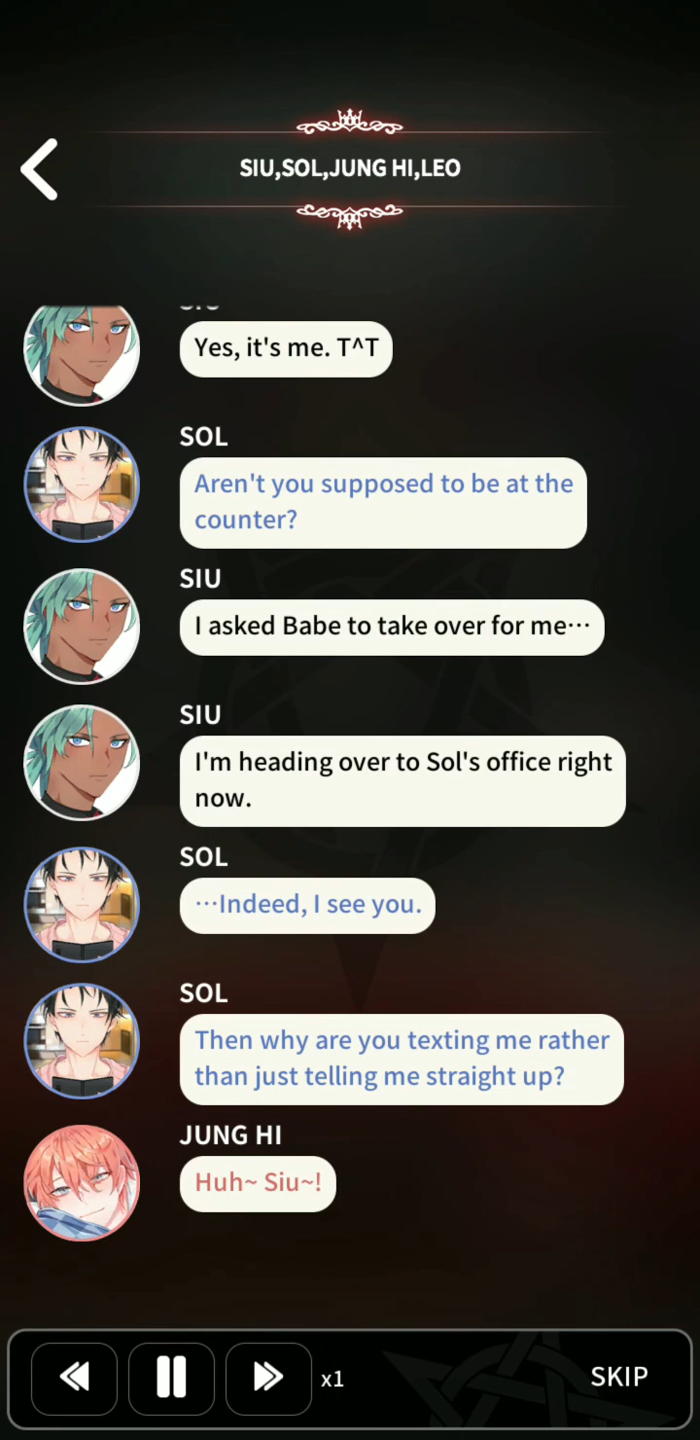 SIU,SOL,JUNG HI,LEO
Yes, it's me. T^T
SOL
Aren't you supposed to be at the
counter?
SIU
I asked Babe to take over for me⋯
SIU
I'm heading over to Sol's office right
now.
SOL
⋯Indeed, I see you.
SOL
Then why are you texting me rather
than just telling me straight up?
JUNG HI
Huh~ Siu~!
x1
SKIP